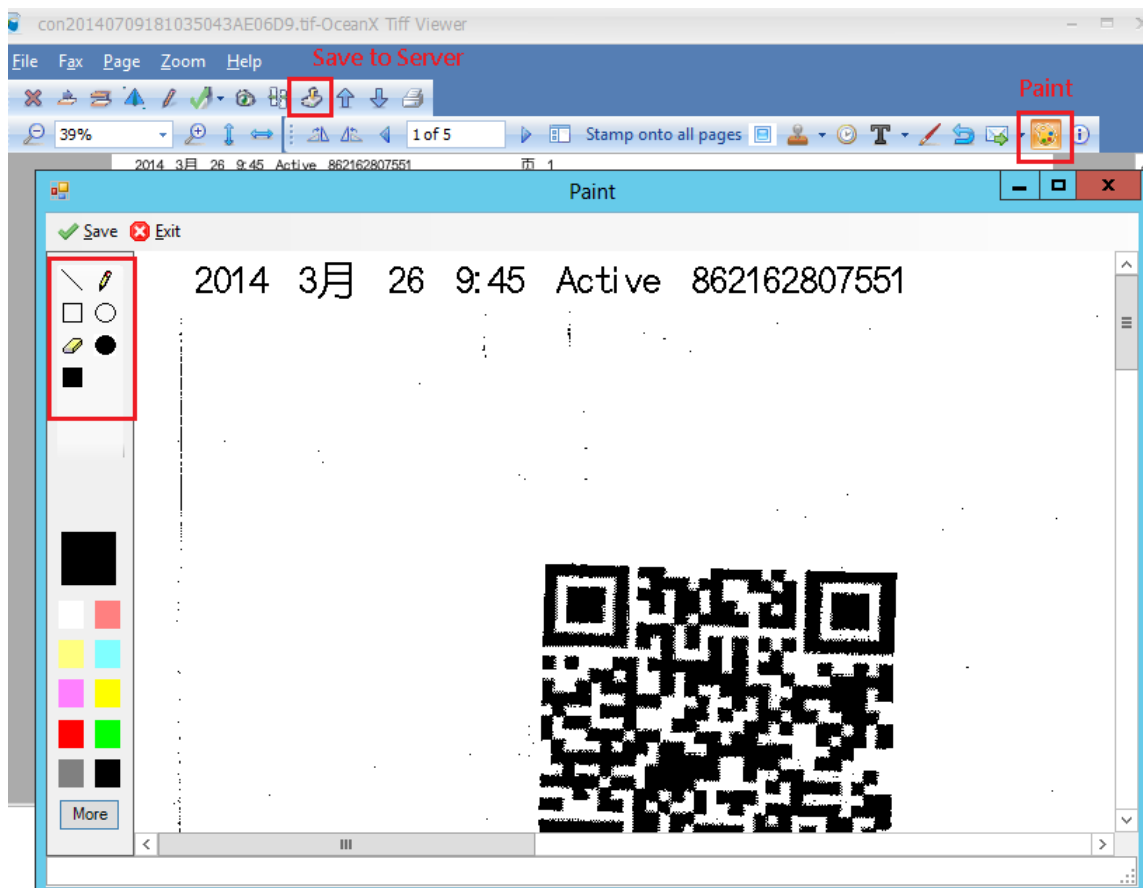 con20140709181035043AE06D9.tif-OceanX Tiff Viewer
File Fax Page Zoom Help Save to Server
Paint
39% 1 of 5 Stamp onto all pages
2014 3月 26 9:45 Active 862162807551 页 1
Paint
Save Exit
2014 3月 26 9:45 Active 862162807551
More